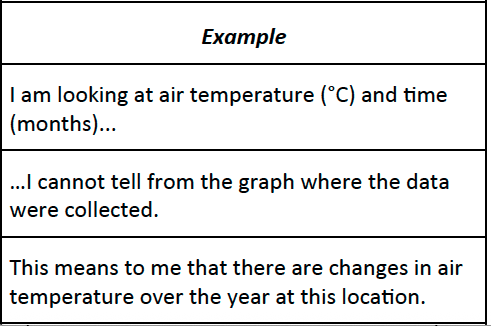 Example
I am looking at air temperature (°C) and time
(months)...
...I cannot tell from the graph where the data
were collected.
This means to me that there are changes in air
temperature over the year at this location.